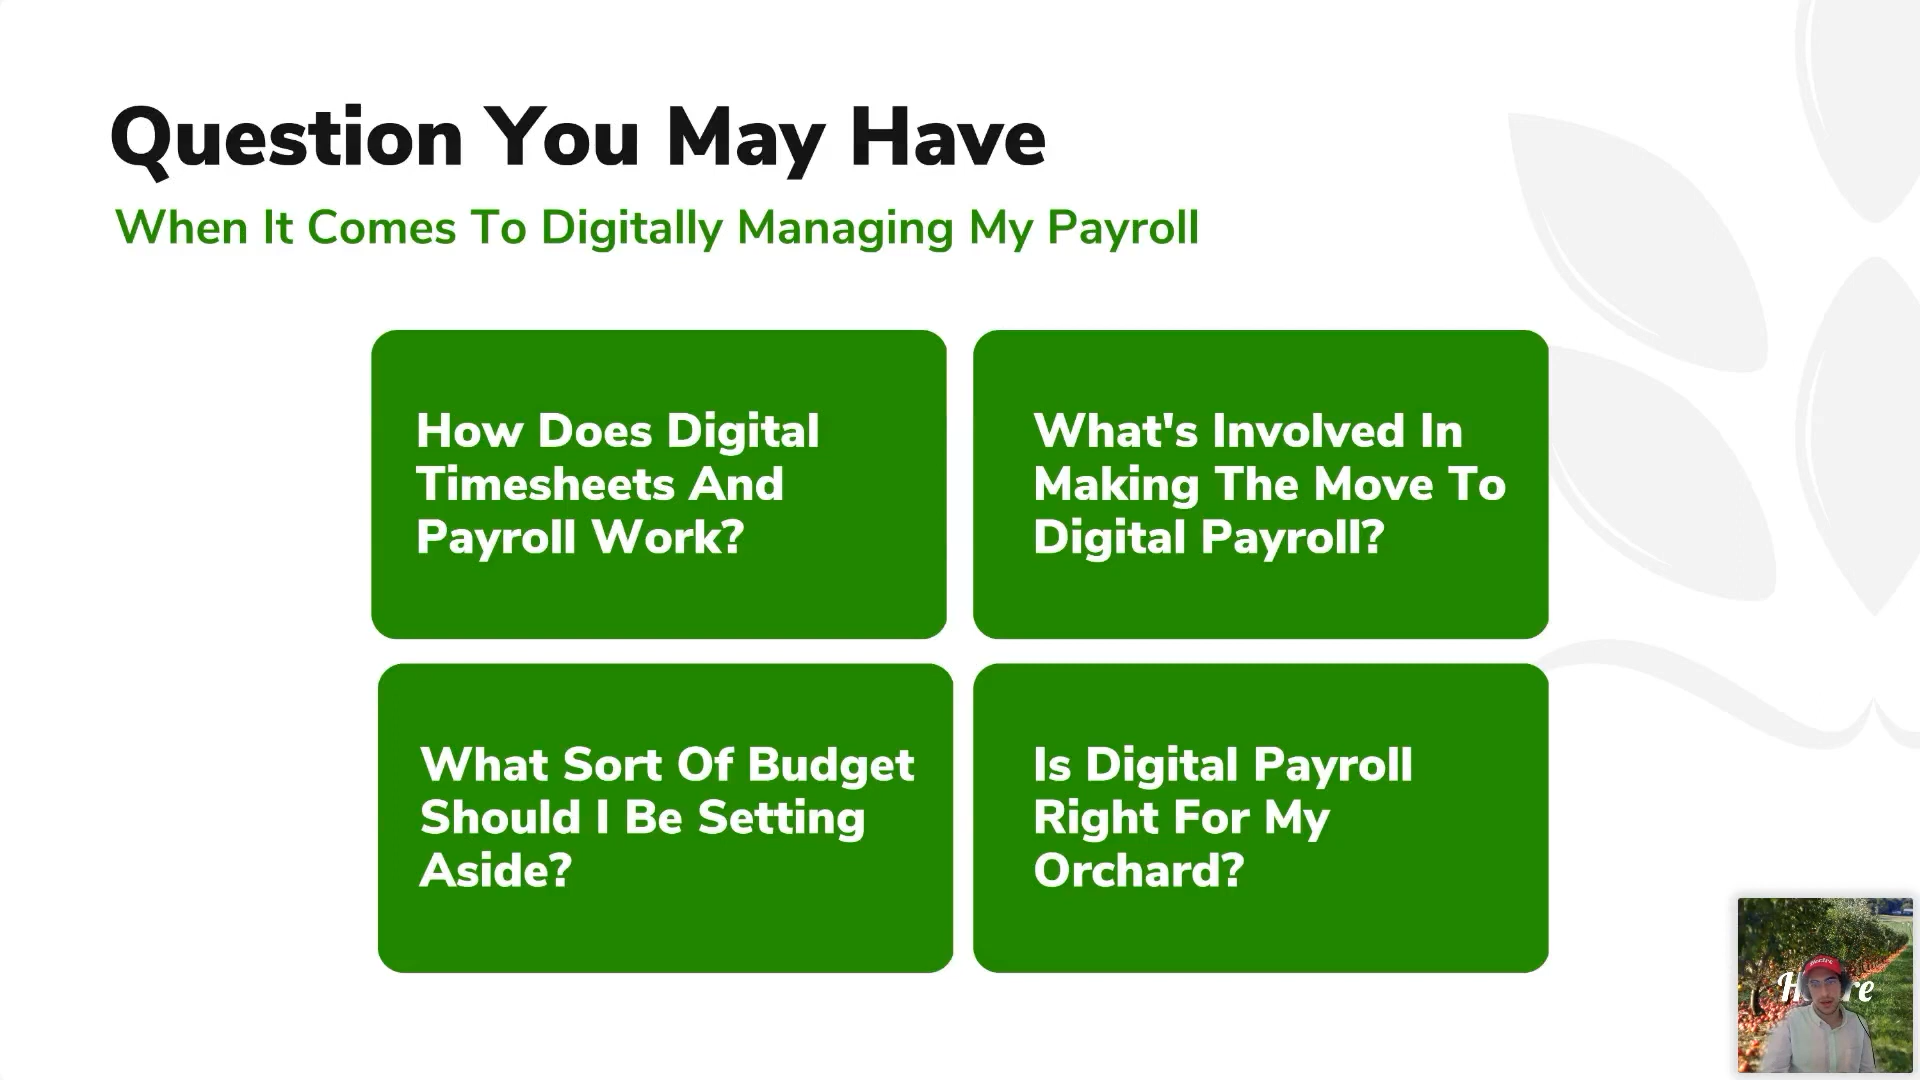 Question You May Have
When It Comes To Digitally Managing My Payroll
How Does Digital
Timesheets And
Payroll Work?
What's Involved In
Making The Move To
Digital Payroll?
What Sort Of Budget
Should I Be Setting
Aside?
Is Digital Payroll
Right For My
Orchard?